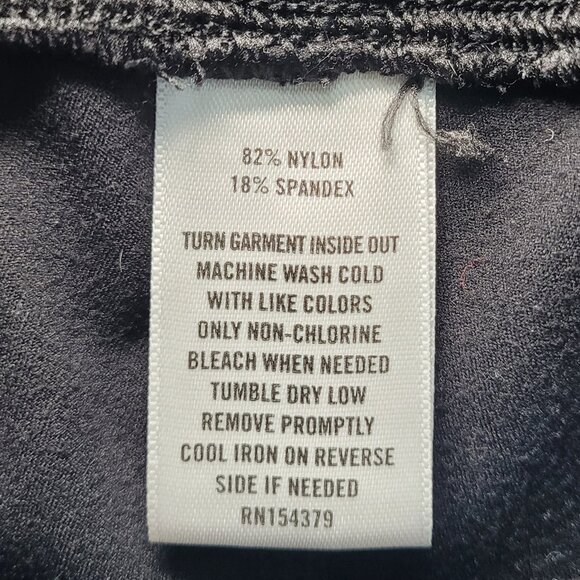 82% NYLON
18% SPANDEX
TURN GARMENT INSIDE OUT
MACHINE WASH COLD
WITH LIKE COLORS
ONLY NON-CHLORINE
BLEACH WHEN NEEDED
TUMBLE DRY LOW
REMOVE PROMPTLY
COOL IRON ON REVERSE
SIDE IF NEEDED
RN154379